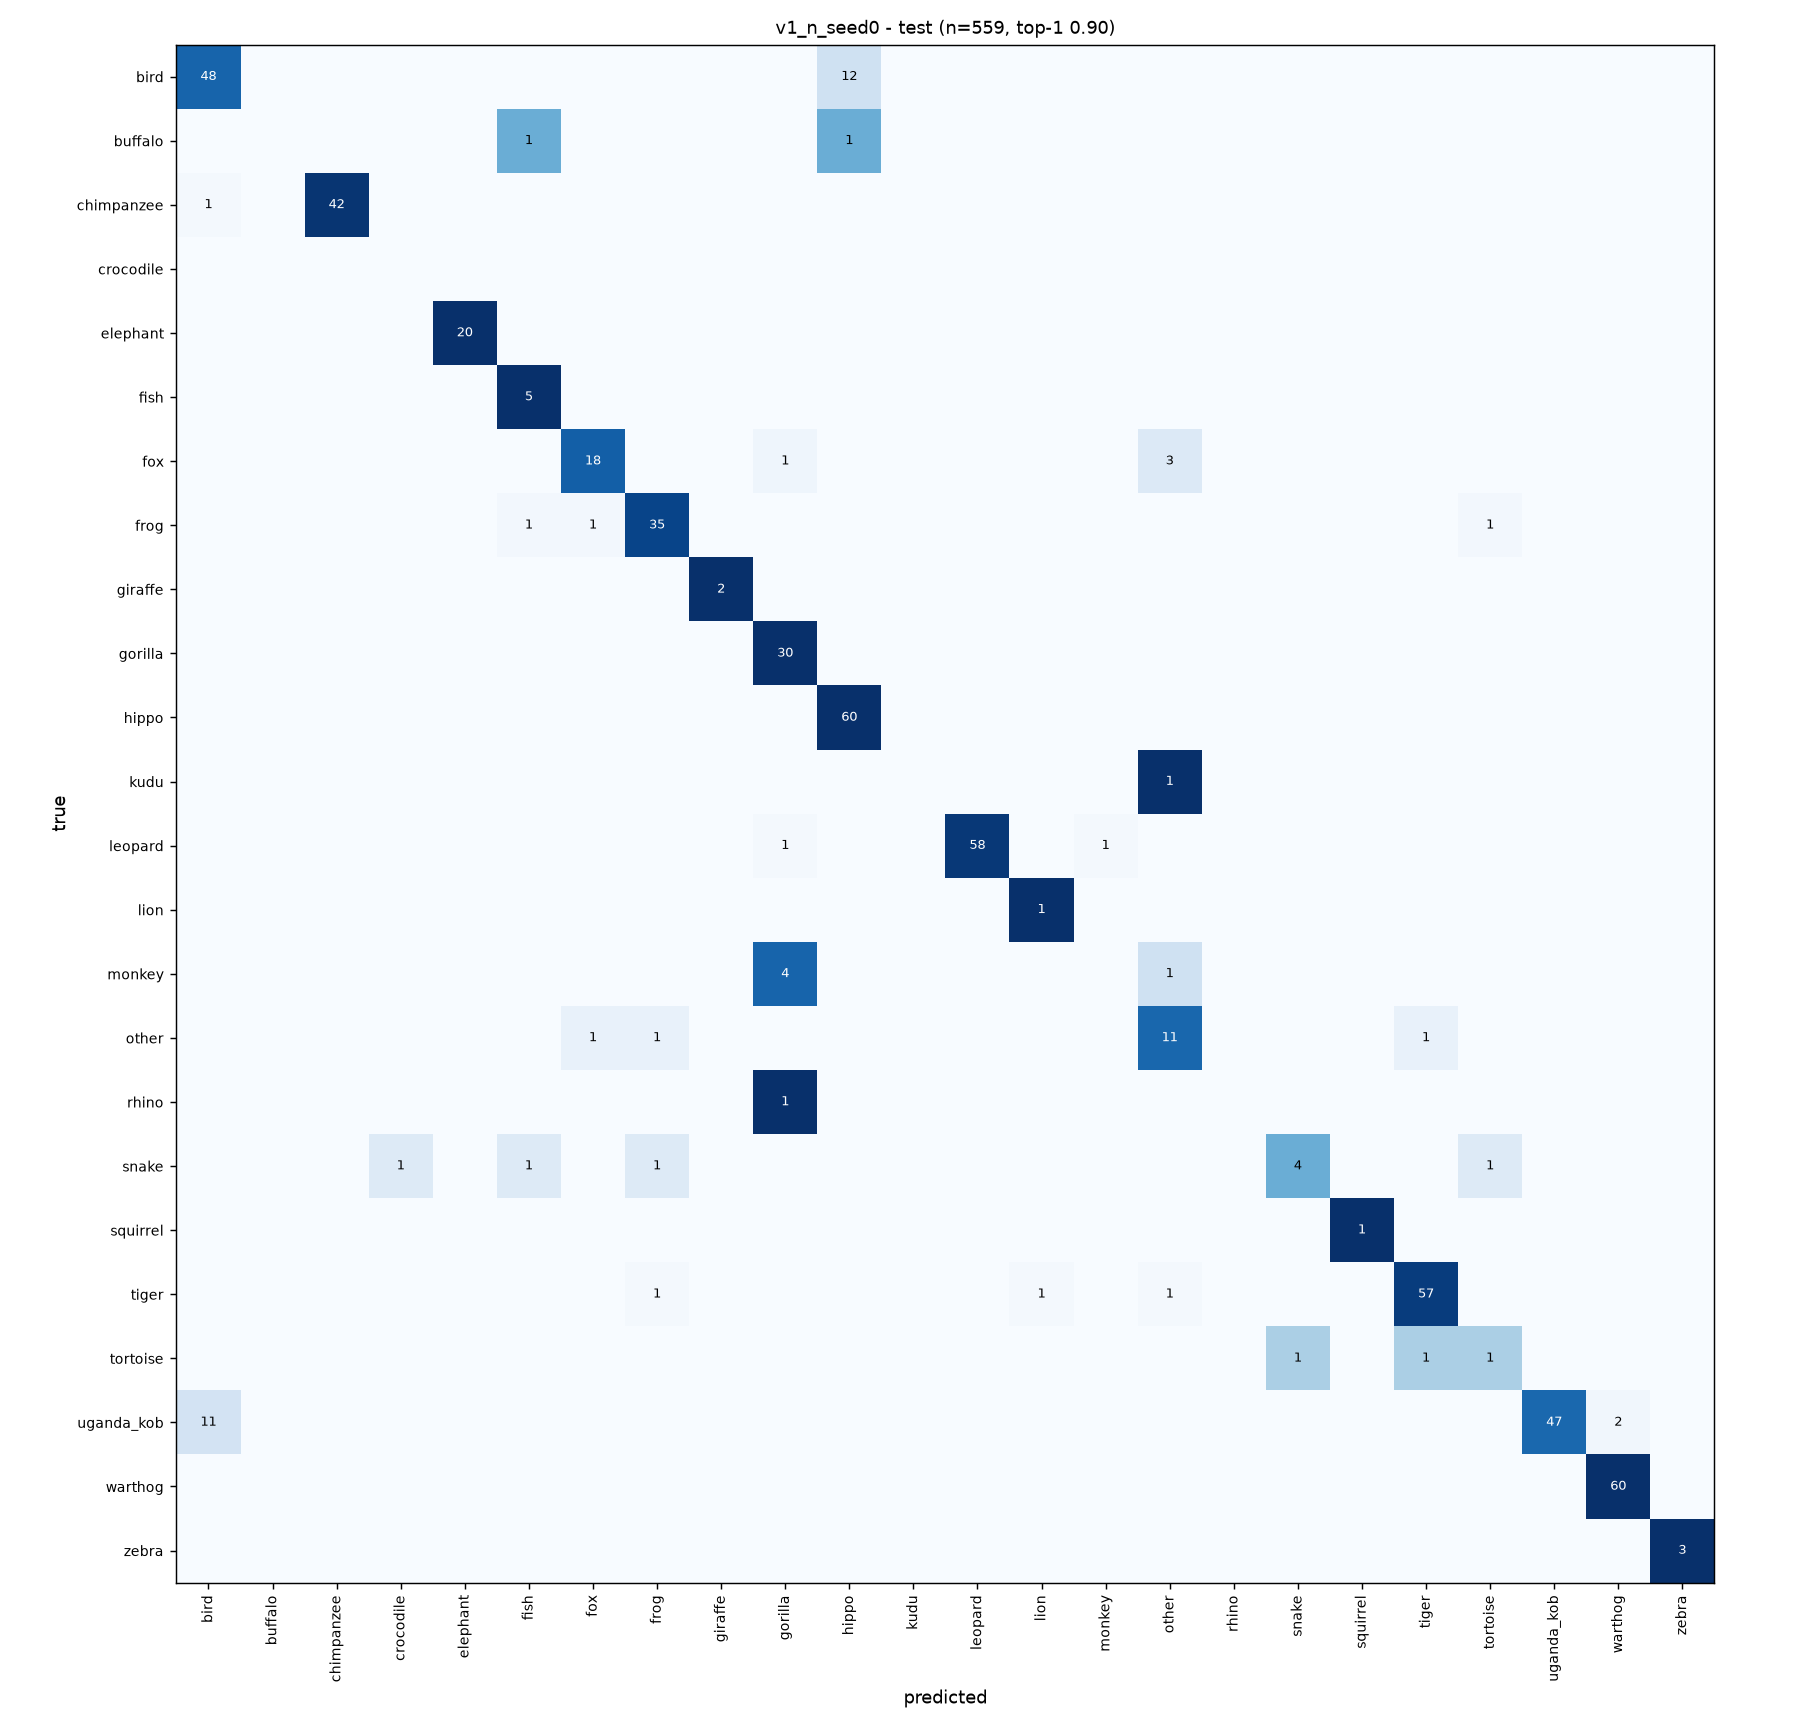 v1_n_seed0 - test (n=559, top-1 0.90)
bird 48 12
buffalo 1 1
chimpanzee 1 42
crocodile
elephant 20
fish 5
fox 18 1 3
frog 1 1 35 1
giraffe 2
gorilla 30
hippo 60
kudu 1
leopard 1 58 1
lion 1
monkey 4 1
other 1 1 11 1
rhino 1
snake 1 1 1 4 1
squirrel 1
tiger 1 1 1 57
tortoise 1 1 1
uganda_kob 11 47 2
warthog 60
zebra 3
true
bird buffalo chimpanzee crocodile elephant fish fox frog giraffe gorilla hippo kudu leopard lion monkey other rhino snake squirrel tiger tortoise uganda_kob warthog zebra
predicted